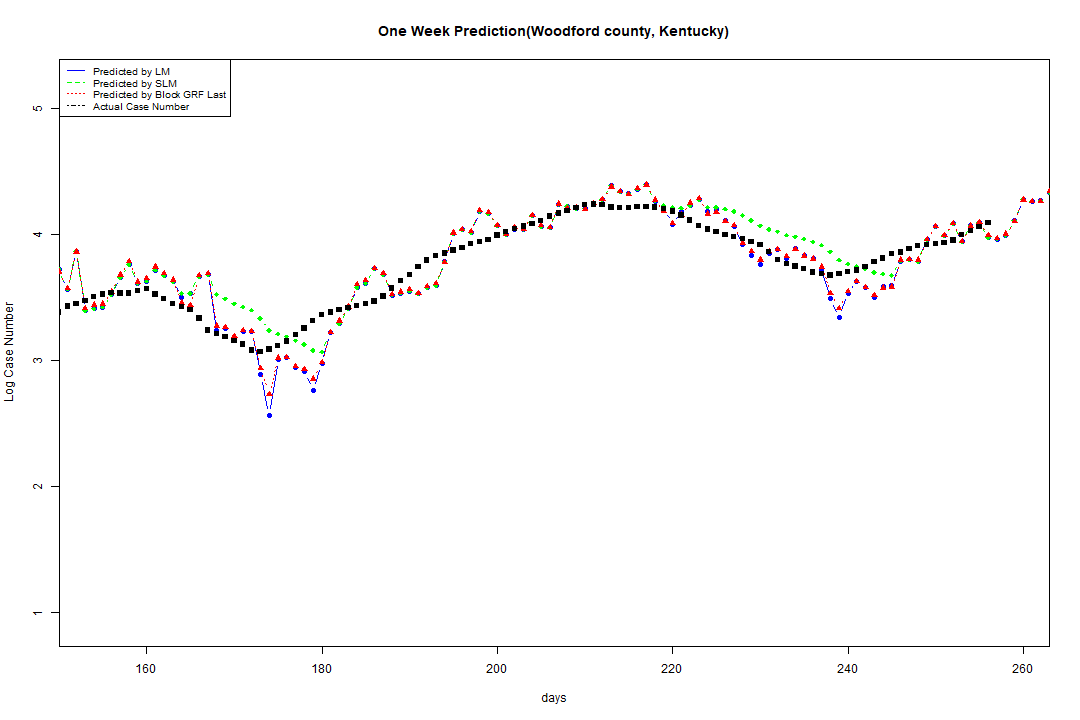 One Week Prediction(Woodford county, Kentucky)
Predicted by LM
Predicted by SLM
Predicted by Block GRF Last
Actual Case Number
5
4
3
2
1
Log Case Number
160 180 200 220 240 260
days